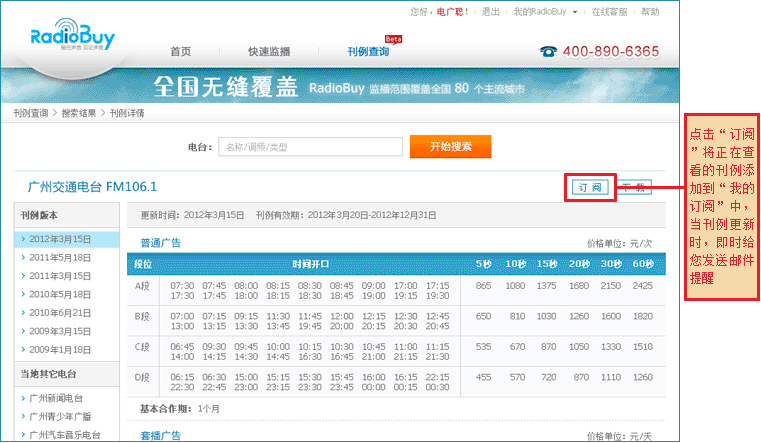 您好，电广聪！ | 退出 | 我的RadioBuy | 在线客服 | 帮助
RadioBuy
首页
快速监播
刊例查询
Beta
400-890-6365
全国无缝覆盖 RadioBuy 监播范围覆盖全国 80 个主流城市
刊例查询 > 搜索结果 > 刊例详情
电台： 名称/调频/类型 开始搜索
广州交通电台 FM106.1
订 阅
下 载
刊例版本
2012年3月15日
2011年5月18日
2011年3月15日
2010年5月18日
2010年6月21日
2009年3月15日
2009年1月18日
当地其它电台
广州新闻电台
广州青少年广播
广州汽车音乐电台
更新时间：2012年3月15日 刊例有效期：2012年3月20日-2012年12月31日
普通广告 价格单位：元/次
段位 时间开口 5秒 10秒 15秒 20秒 30秒 60秒
A段 07:30 07:45 08:00 08:15 08:30 08:45 09:00 17:00 17:15 865 1080 1375 1680 2150 2425
17:30 17:45 18:00 18:15 18:30 18:45 19:00 19:15 19:30
B段 07:00 07:15 09:15 11:30 11:45 12:00 12:15 12:30 12:45 650 810 1030 1260 1600 1820
13:00 13:15 13:30 13:45 19:45 20:00 20:15 20:30 20:45
C段 06:45 09:30 09:45 10:00 10:15 10:30 10:45 11:00 11:15 535 670 870 1050 1330 1510
14:00 14:15 14:30 14:45 16:30 16:45 21:00 21:15 21:15
D段 06:15 06:30 15:00 15:15 15:30 15:45 16:00 16:15 22:15 455 570 720 870 1110 1260
22:30 22:45 23:00 23:15 23:30 23:45 00:00 00:15 00:30
基本合作期： 1个月
套播广告 价格单位：元/天
点击“订阅
”将正在查
看的刊例添
加到“我的
订阅”中，
当刊例更新
时，即时给
您发送邮件
提醒